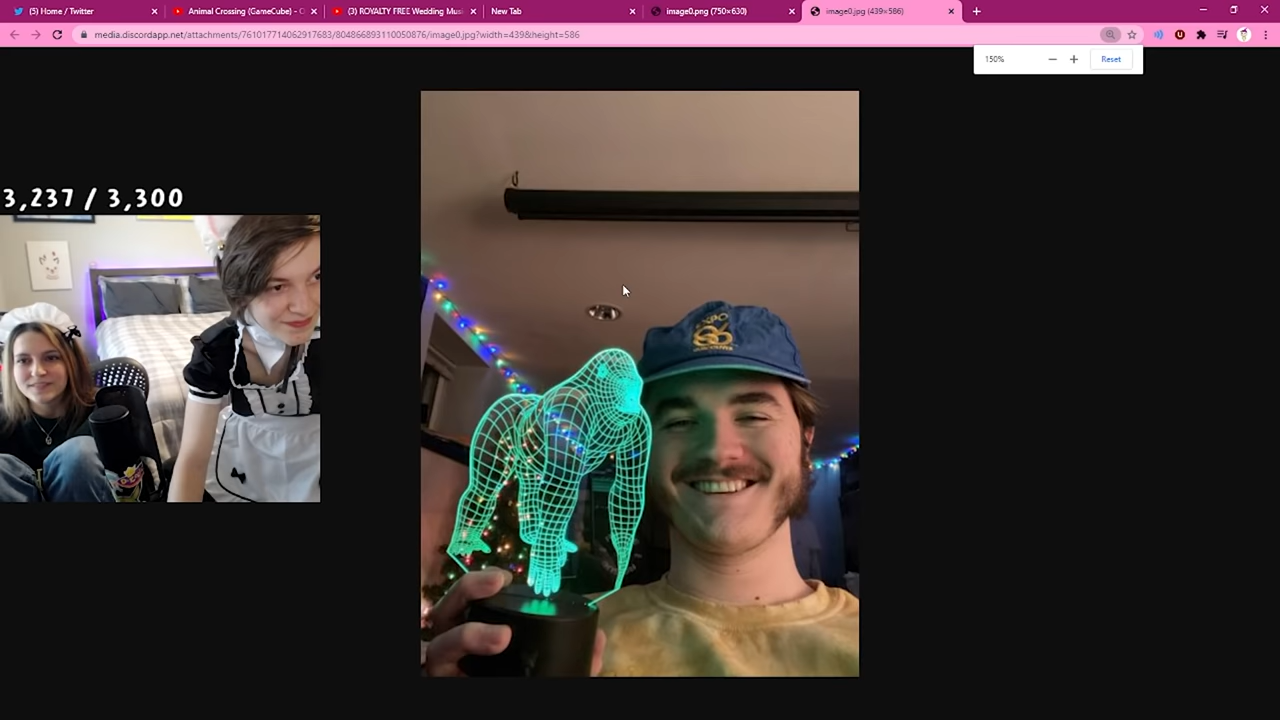 (5) Home / Twitter
Animal Crossing (GameCube) - 
(3) ROYALTY FREE Wedding Mus
New Tab
image0.png (750×630)
image0.jpg (439×586)
media.discordapp.net/attachments/761017714062917683/804866893110050876/image0.jpg?width=439&height=586
150%
Reset
3,237 / 3,300
EXPO
86